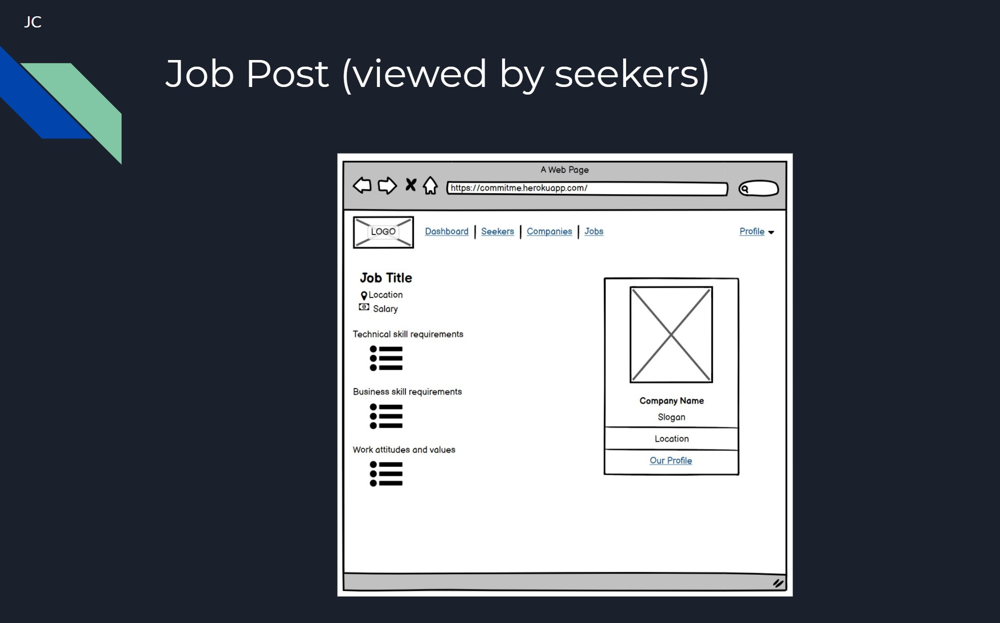 JC
Job Post (viewed by seekers)
A Web Page
https://commitme.herokuapp.com/
LOGO
Dashboard
Seekers
Companies
Jobs
Profile
Job Title
Location
Salary
Technical skill requirements
Business skill requirements
Work attitudes and values
Company Name
Slogan
Location
Our Profile